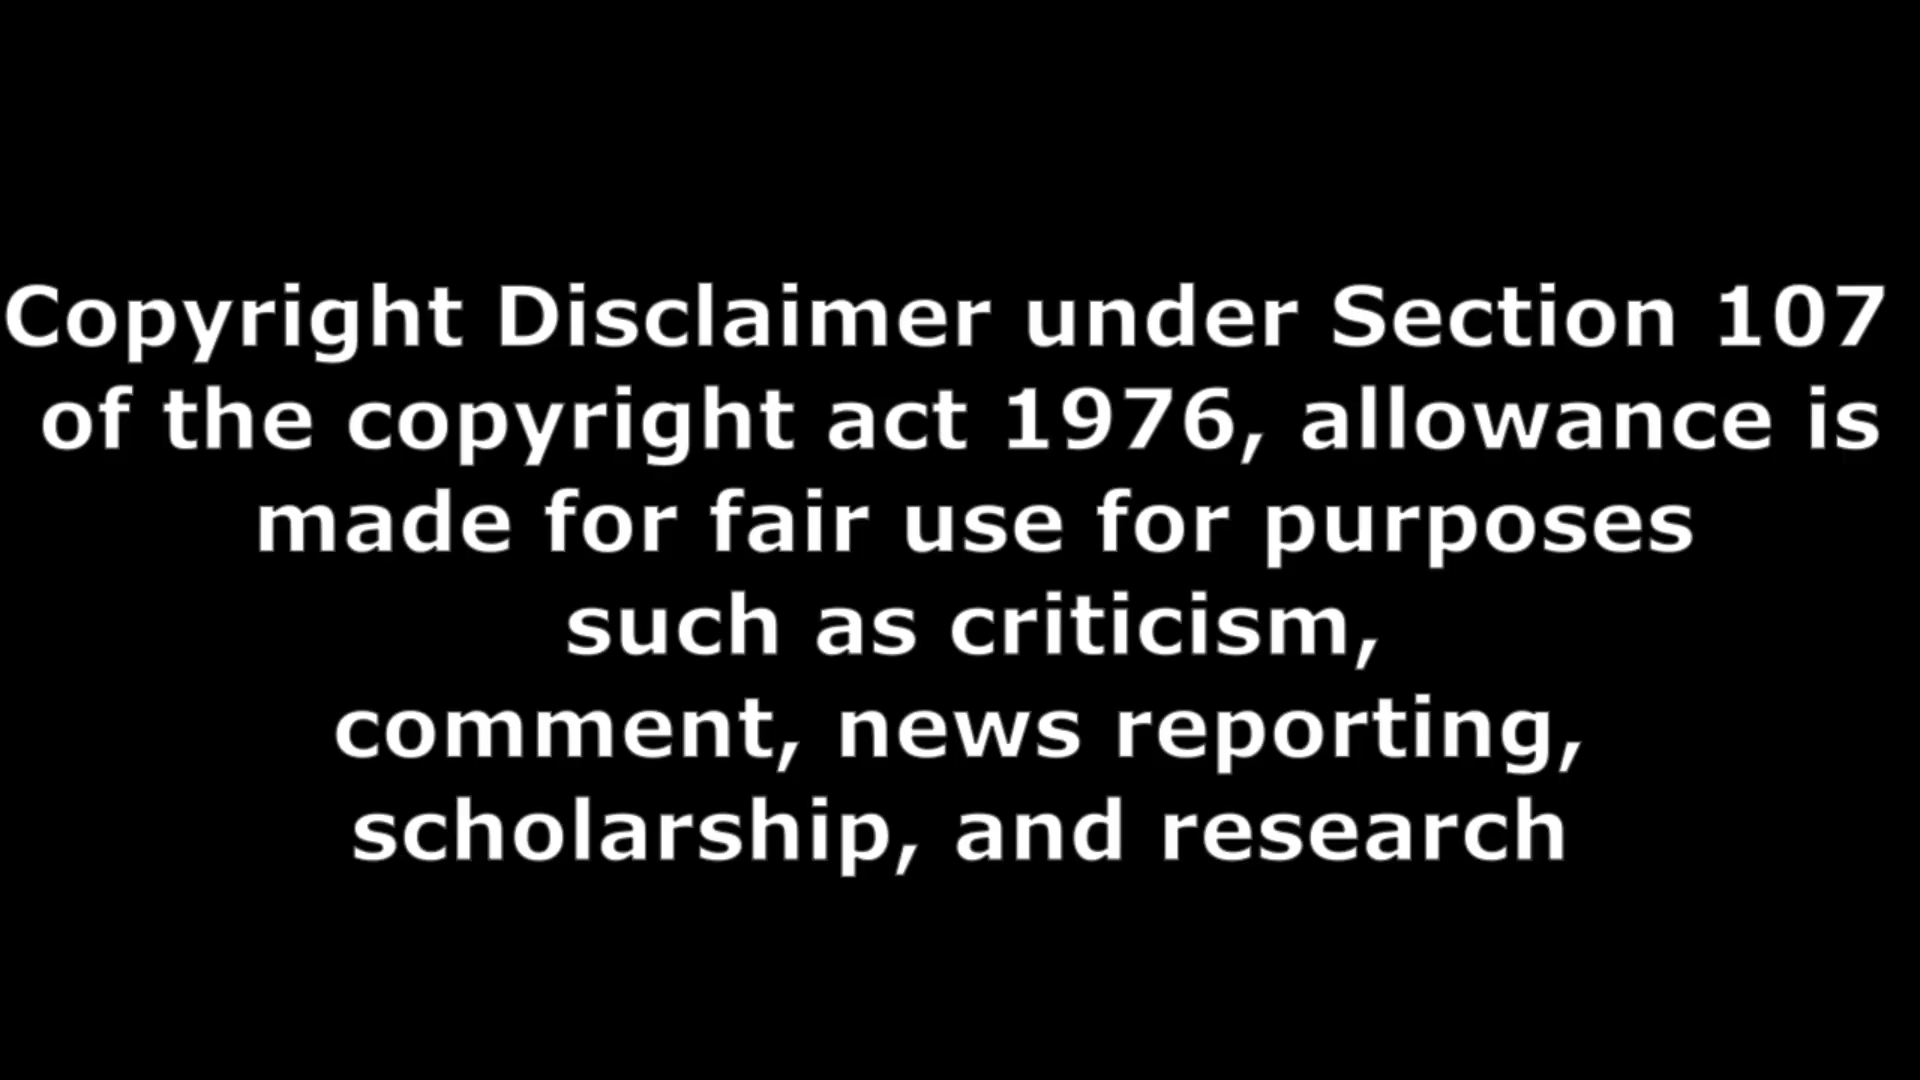 Copyright Disclaimer under Section 107
of the copyright act 1976, allowance is
made for fair use for purposes
such as criticism,
comment, news reporting,
scholarship, and research